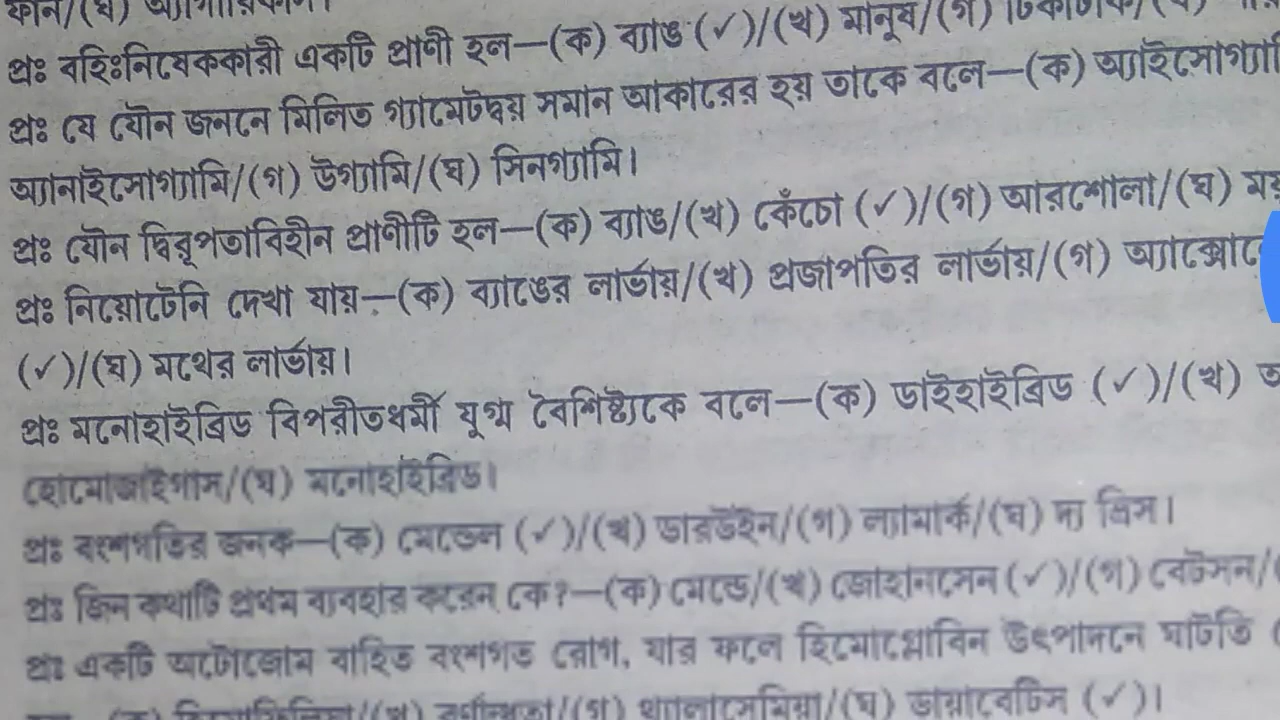 প্রঃ বহিঃনিষেককারী একটি প্রাণী হল—(ক) ব্যাঙ (✓)/(খ) মানুষ/(গ)
প্রঃ যে যৌন জননে মিলিত গ্যামেটদ্বয় সমান আকারের হয় তাকে বলে—(ক) অ্যাইসোগ্যামি
অ্যানাইসোগ্যামি/(গ) উগ্যামি/(ঘ) সিনগ্যামি।
প্রঃ যৌন দ্বিরূপতাবিহীন প্রাণীটি হল—(ক) ব্যাঙ/(খ) কেঁচো (✓)/(গ) আরশোলা/(ঘ)
প্রঃ নিয়োটেনি দেখা যায়—(ক) ব্যাঙের লার্ভায়/(খ) প্রজাপতির লার্ভায়/(গ)
(✓)/(ঘ) মথের লার্ভায়।
প্রঃ মনোহাইব্রিড বিপরীতধর্মী যুগ্ম বৈশিষ্ট্যকে বলে—(ক) ডাইহাইব্রিড (✓)/(খ)
হোমোজাইগাস/(ঘ) মনোহাইব্রিড।
প্রঃ বংশগতির জনক—(ক) মেন্ডেল (✓)/(খ) ডারউইন/(গ) ল্যামার্ক/(ঘ) দ্য ভ্রিস।
প্রঃ জিন কথাটি প্রথম ব্যবহার করেন কে?—(ক) মেন্ডে/(খ) জোহানসেন (✓)/(গ) বেটসন/
প্রঃ একটি অটোজোম বাহিত বংশগত রোগ, যার ফলে হিমোগ্লোবিন উৎপাদনে ঘাটতি
(ক) হিমোফিলিয়া/(খ) বর্ণান্ধতা/(গ) থ্যালাসেমিয়া/(ঘ) ডায়াবেটিস (✓)।